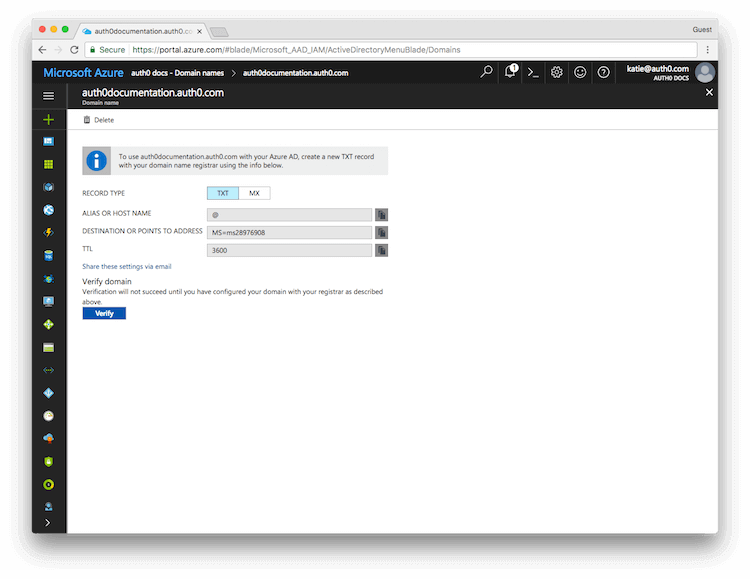 auth0documentation.auth0.co
Guest
Secure https://portal.azure.com/#blade/Microsoft_AAD_IAM/ActiveDirectoryMenuBlade/Domains
Microsoft Azure auth0 docs - Domain names > auth0documentation.auth0.com
1
katie@auth0.com
AUTH0 DOCS
auth0documentation.auth0.com
Domain name
Delete
To use auth0documentation.auth0.com with your Azure AD, create a new TXT record
with your domain name registrar using the info below.
RECORD TYPE TXT MX
ALIAS OR HOST NAME @
DESTINATION OR POINTS TO ADDRESS MS=ms28976908
TTL 3600
Share these settings via email
Verify domain
Verification will not succeed until you have configured your domain with your registrar as described
above.
Verify